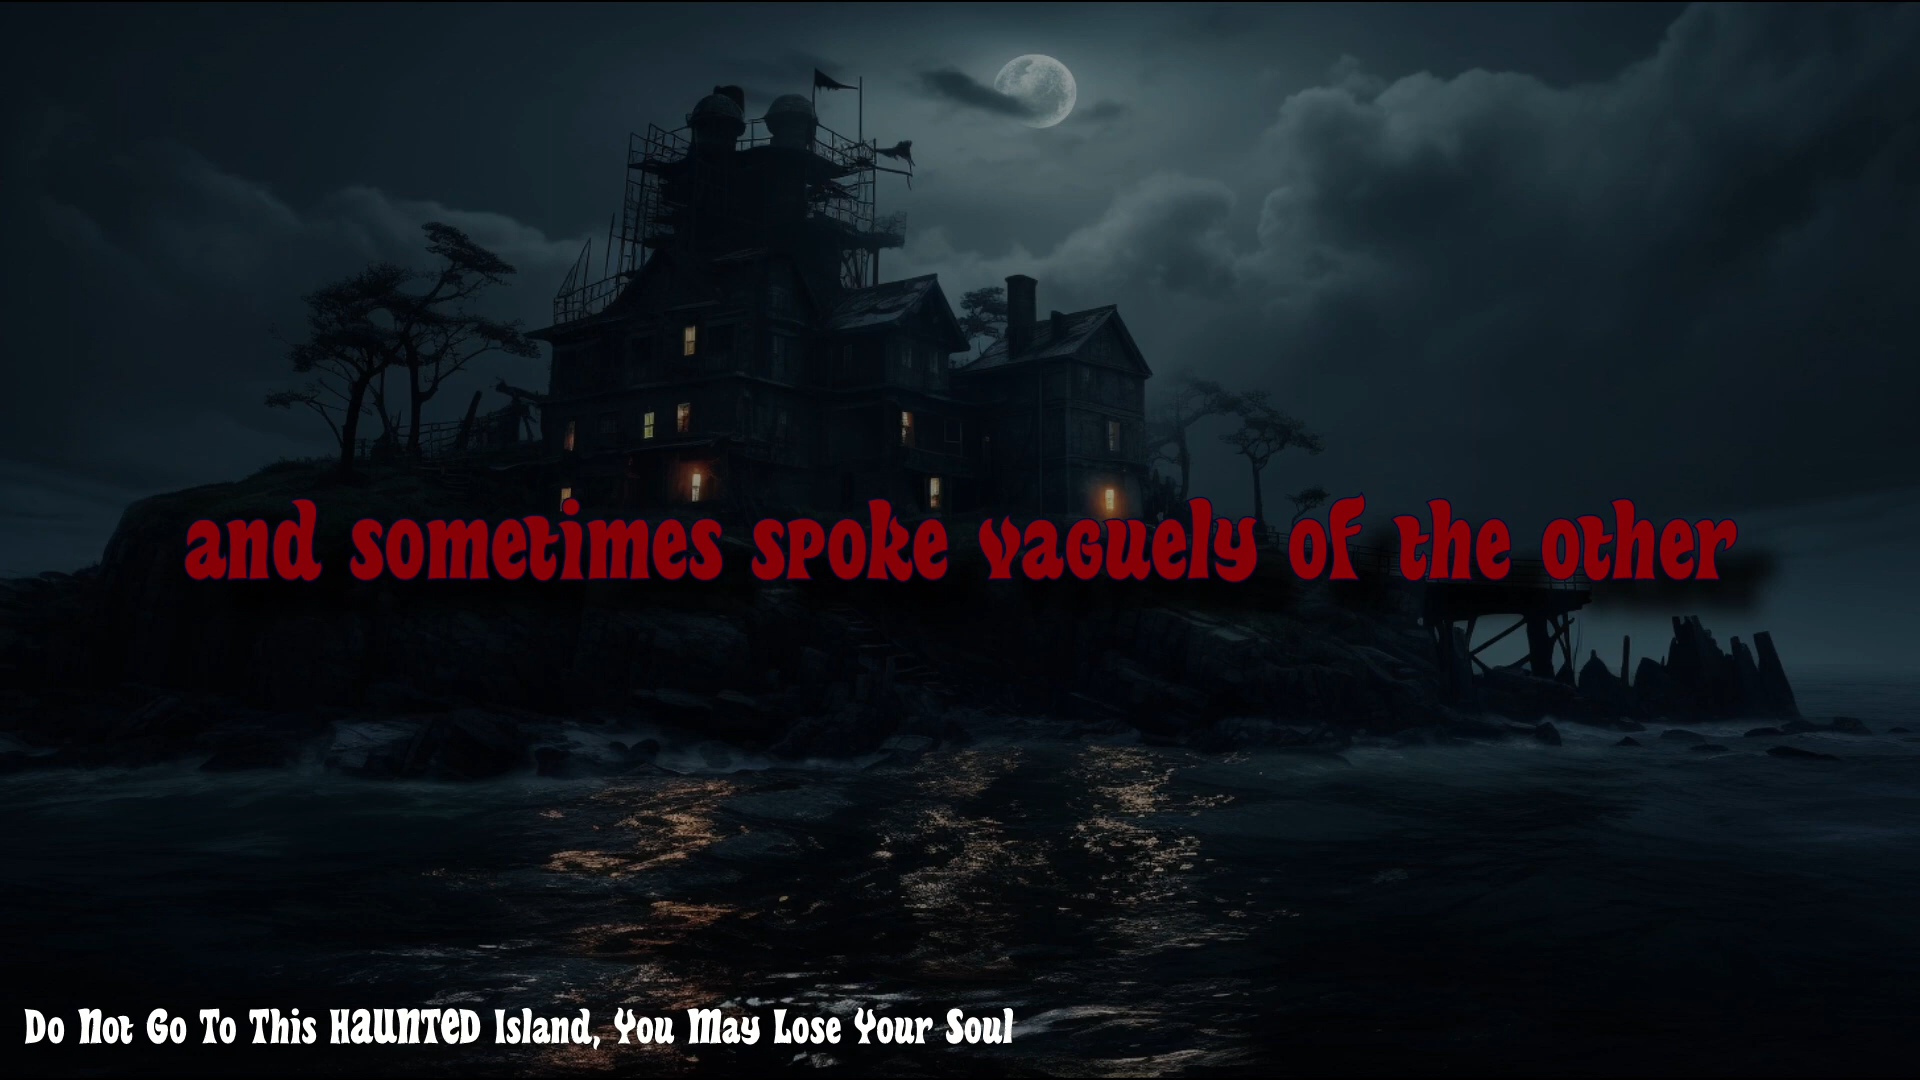 and sometimes spoke vaguely of the other
Do Not Go To This HAUNTED Island, You May Lose Your Soul